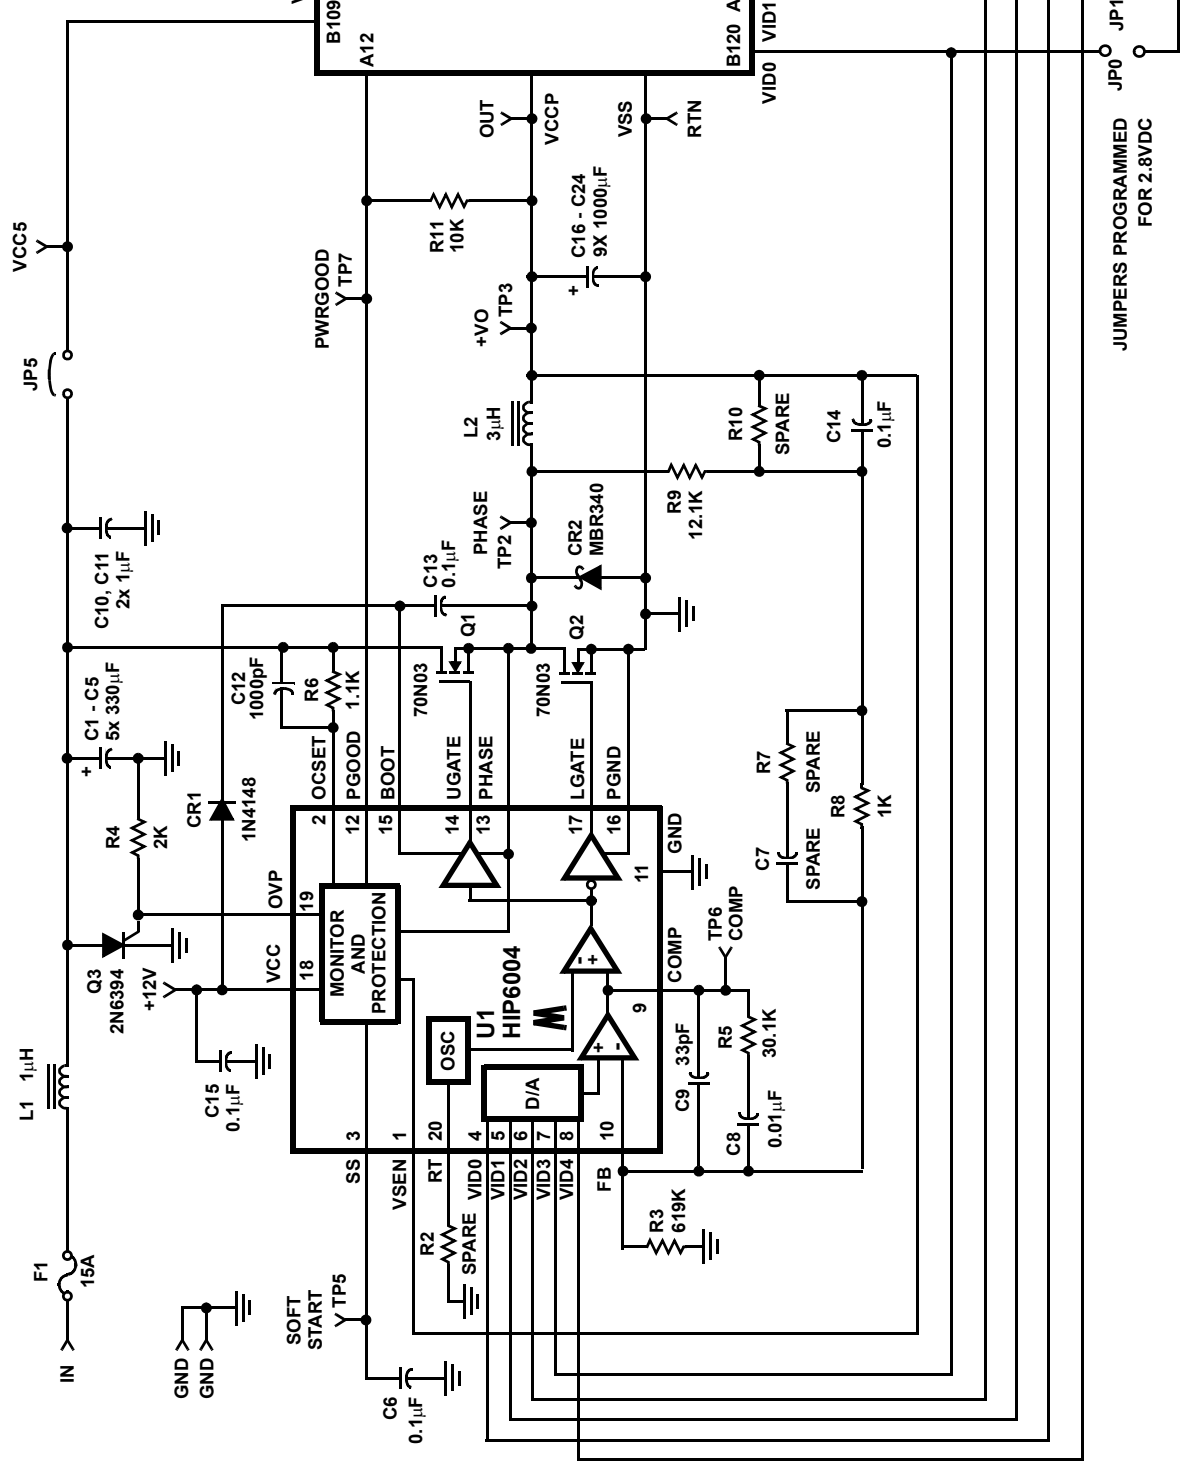 IN
F1
15A
L1 1µH
GND
GND
Q3
2N6394
+12V
C15
0.1µF
R4
2K
C1 - C5
5x 330µF
+
CR1
1N4148
C12
1000pF
R6
1.1K
C10, C11
2x 1µF
JP5
VCC5
B109
A12
B120 A
VID1
VID0
JP1
JP0
JUMPERS PROGRAMMED
FOR 2.8VDC
OUT
VCCP
VSS
RTN
R11
10K
C16 - C24
9X 1000µF
+
PWRGOOD
TP7
+VO
TP3
L2
3µH
R10
SPARE
C14
0.1µF
R9
12.1K
PHASE
TP2
CR2
MBR340
C13
0.1µF
Q1
70N03
Q2
70N03
VCC
OVP
OCSET
PGOOD
BOOT
UGATE
PHASE
LGATE
PGND
GND
18
19
2
12
15
14
13
17
16
11
MONITOR
AND
PROTECTION
U1
HIP6004
OSC
D/A
+
-
-
+
3
1
20
4
5
6
7
8
10
9
SS
VSEN
RT
VID0
VID1
VID2
VID3
VID4
FB
COMP
TP6
COMP
R7
SPARE
C7
SPARE
R8
1K
C9
33pF
R5
30.1K
C8
0.01µF
R3
619K
R2
SPARE
SOFT
START
TP5
C6
0.1µF